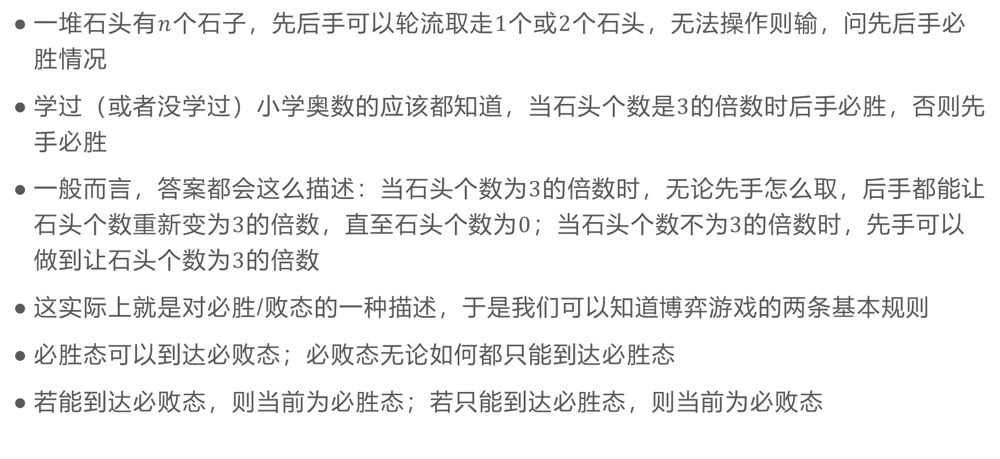 ● 一堆石头有n个石子，先后手可以轮流取走1个或2个石头，无法操作则输，问先后手必
胜情况
● 学过（或者没学过）小学奥数的应该都知道，当石头个数是3的倍数时后手必胜，否则先
手必胜
● 一般而言，答案都会这么描述：当石头个数为3的倍数时，无论先手怎么取，后手都能让
石头个数重新变为3的倍数，直至石头个数为0；当石头个数不为3的倍数时，先手可以
做到让石头个数为3的倍数
● 这实际上就是对必胜/败态的一种描述，于是我们可以知道博弈游戏的两条基本规则
● 必胜态可以到达必败态；必败态无论如何都只能到达必胜态
● 若能到达必败态，则当前为必胜态；若只能到达必胜态，则当前为必败态